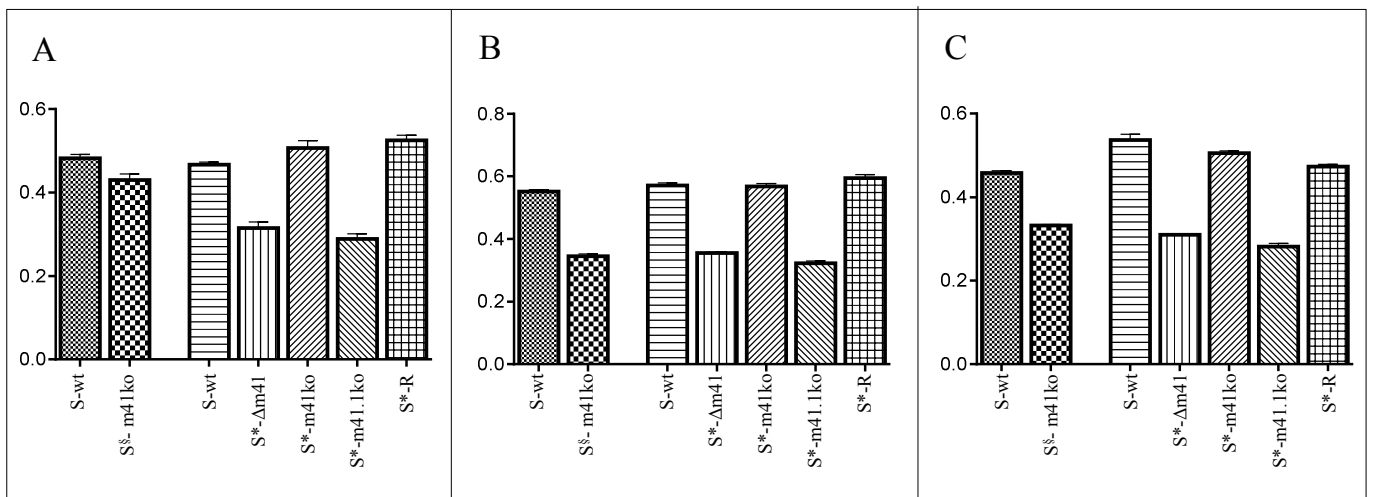 A
0.6
0.4
0.2
0.0
S-wt
S§- m41ko
S-wt
S*-Δm41
S*-m41ko
S*-m41.1ko
S*-R
B
0.8
0.6
0.4
0.2
0.0
S-wt
S§- m41ko
S-wt
S*-Δm41
S*-m41ko
S*-m41.1ko
S*-R
C
0.6
0.4
0.2
0.0
S-wt
S§- m41ko
S-wt
S*-Δm41
S*-m41ko
S*-m41.1ko
S*-R